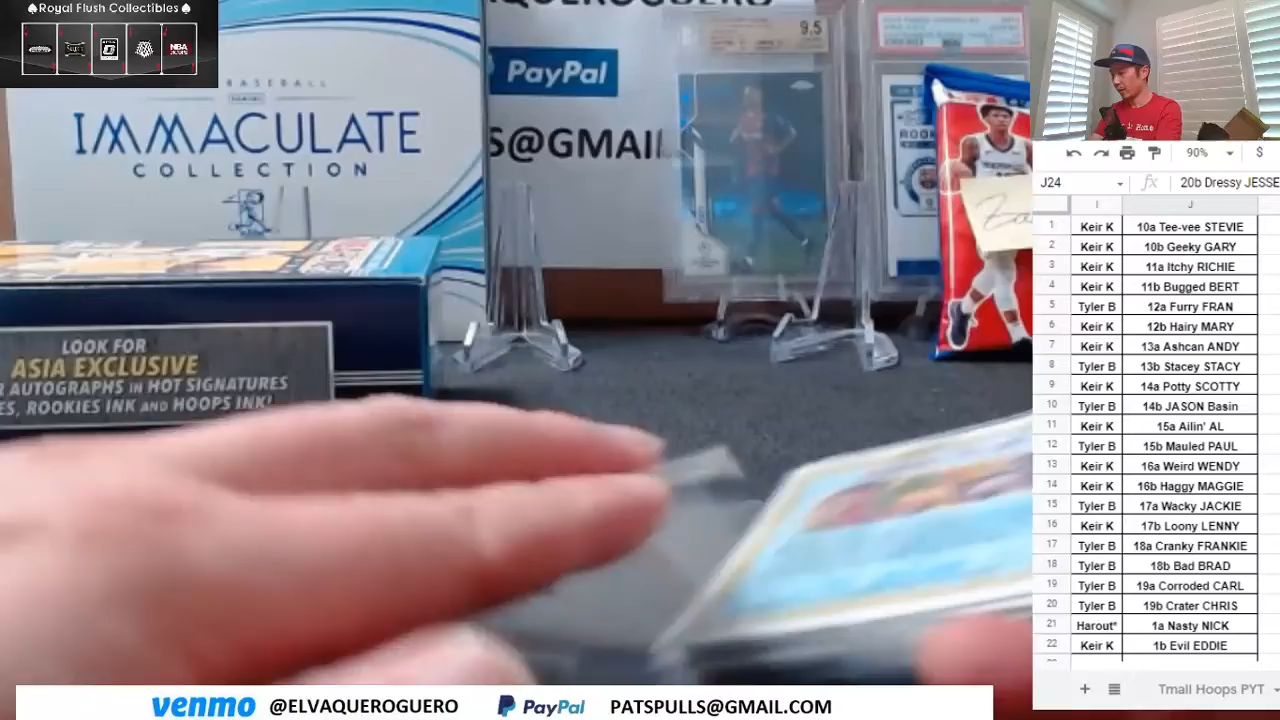 ♠Royal Flush Collectibles♠
NBA
BASEBALL
PANINI
IMMACULATE
COLLECTION
PayPal
S@GMAIL
9.5
LOOK FOR
ASIA EXCLUSIVE
AUTOGRAPHS IN HOT SIGNATURES
ES, ROOKIES INK AND HOOPS INK!
90%
$
J24
fx
20b Dressy JESSE
I
J
1 Keir K 10a Tee-vee STEVIE
2 Keir K 10b Geeky GARY
3 Keir K 11a Itchy RICHIE
4 Keir K 11b Bugged BERT
5 Tyler B 12a Furry FRAN
6 Keir K 12b Hairy MARY
7 Keir K 13a Ashcan ANDY
8 Tyler B 13b Stacey STACY
9 Keir K 14a Potty SCOTTY
10 Tyler B 14b JASON Basin
11 Keir K 15a Ailin' AL
12 Tyler B 15b Mauled PAUL
13 Keir K 16a Weird WENDY
14 Keir K 16b Haggy MAGGIE
15 Tyler B 17a Wacky JACKIE
16 Keir K 17b Loony LENNY
17 Tyler B 18a Cranky FRANKIE
18 Tyler B 18b Bad BRAD
19 Tyler B 19a Corroded CARL
20 Tyler B 19b Crater CHRIS
21 Harout* 1a Nasty NICK
22 Keir K 1b Evil EDDIE
Tmall Hoops PYT
venmo @ELVAQUEROGUERO PayPal PATSPULLS@GMAIL.COM